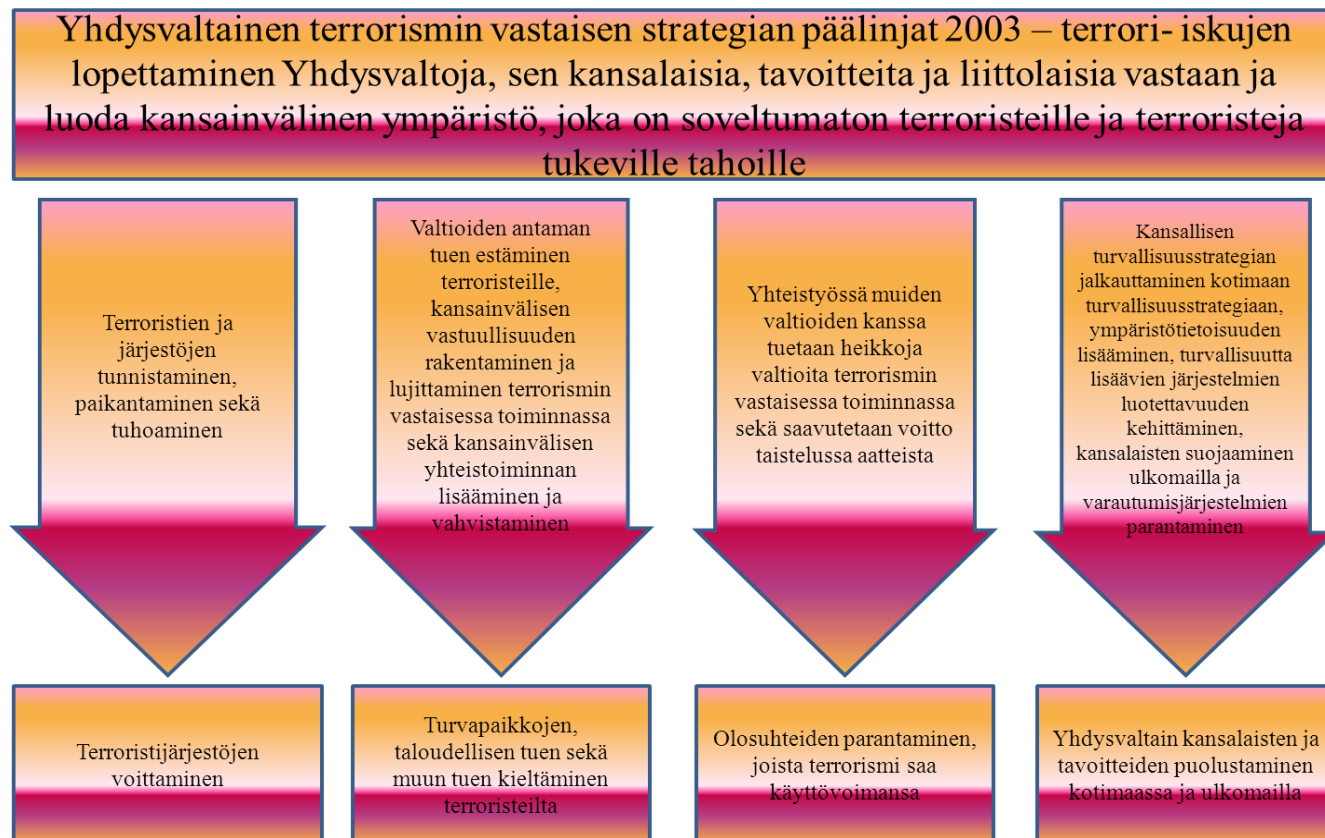 Yhdysvaltainen terrorismin vastaisen strategian päälinjat 2003 – terrori- iskujen
lopettaminen Yhdysvaltoja, sen kansalaisia, tavoitteita ja liittolaisia vastaan ja
luoda kansainvälinen ympäristö, joka on soveltumaton terroristeille ja terroristeja
tukeville tahoille
Terroristien ja
järjestöjen
tunnistaminen,
paikantaminen sekä
tuhoaminen
Valtioiden antaman
tuen estäminen
terroristeille,
kansainvälisen
vastuullisuuden
rakentaminen ja
lujittaminen terrorismin
vastaisessa toiminnassa
sekä kansainvälisen
yhteistoiminnan
lisääminen ja
vahvistaminen
Yhteistyössä muiden
valtioiden kanssa
tuetaan heikkoja
valtioita terrorismin
vastaisessa toiminnassa
sekä saavutetaan voitto
taistelussa aatteista
Kansallisen
turvallisuusstrategian
jalkauttaminen kotimaan
turvallisuusstrategiaan,
ympäristötietoisuuden
lisääminen, turvallisuutta
lisäävien järjestelmien
luotettavuuden
kehittäminen,
kansalaisten suojaaminen
ulkomailla ja
varautumisjärjestelmien
parantaminen
Terroristijärjestöjen
voittaminen
Turvapaikkojen,
taloudellisen tuen sekä
muun tuen kieltäminen
terroristeilta
Olosuhteiden parantaminen,
joista terrorismi saa
käyttövoimansa
Yhdysvaltain kansalaisten ja
tavoitteiden puolustaminen
kotimaassa ja ulkomailla